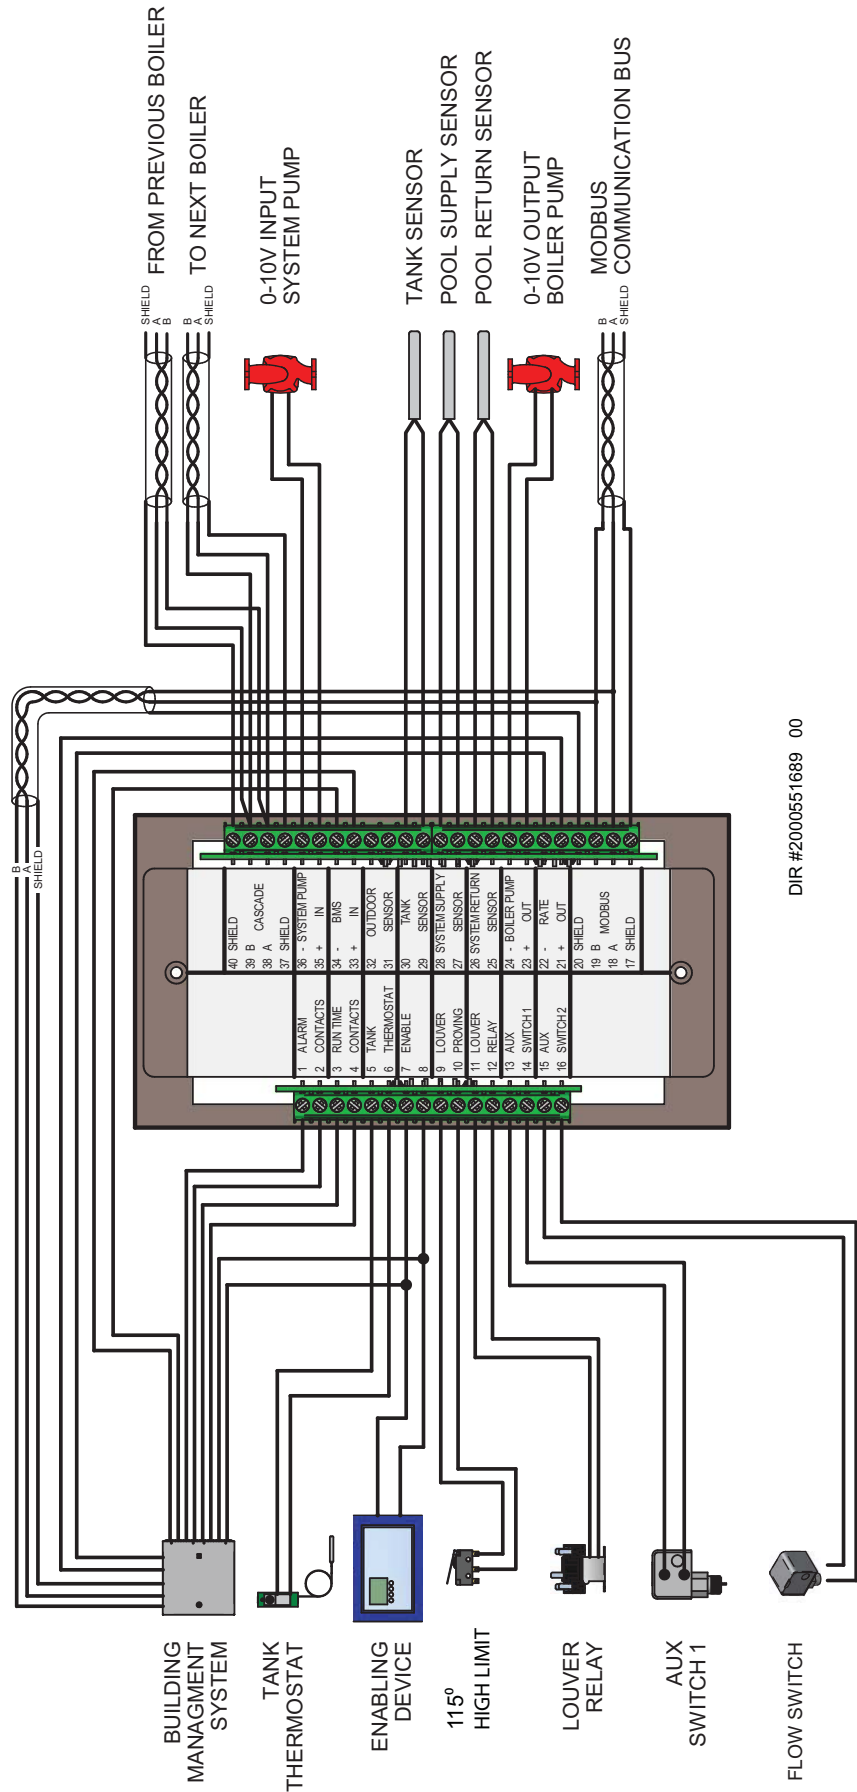 FROM PREVIOUS BOILER
SHIELD
A
B
TO NEXT BOILER
B
A
SHIELD
0-10V INPUT
SYSTEM PUMP
TANK SENSOR
POOL SUPPLY SENSOR
POOL RETURN SENSOR
0-10V OUTPUT
BOILER PUMP
MODBUS
COMMUNICATION BUS
B
A
SHIELD
B
A
SHIELD
40 SHIELD
39 B CASCADE
38 A
37 SHIELD
36 - SYSTEM PUMP
35 + IN
34 - BMS
33 + IN
32 OUTDOOR
31 SENSOR
30 TANK
29 SENSOR
28 SYSTEM SUPPLY
27 SENSOR
26 SYSTEM RETURN
25 SENSOR
24 - BOILER PUMP
23 + OUT
22 - RATE
21 + OUT
20 SHIELD
19 B MODBUS
18 A
17 SHIELD
1 ALARM
2 CONTACTS
3 RUN TIME
4 CONTACTS
5 TANK
6 THERMOSTAT
7 ENABLE
8
9 LOUVER
10 PROVING
11 LOUVER
12 RELAY
13 AUX
14 SWITCH 1
15 AUX
16 SWITCH 2
BUILDING
MANAGMENT
SYSTEM
TANK
THERMOSTAT
ENABLING
DEVICE
115º
HIGH LIMIT
LOUVER
RELAY
AUX
SWITCH 1
FLOW SWITCH
DIR #2000551689 00